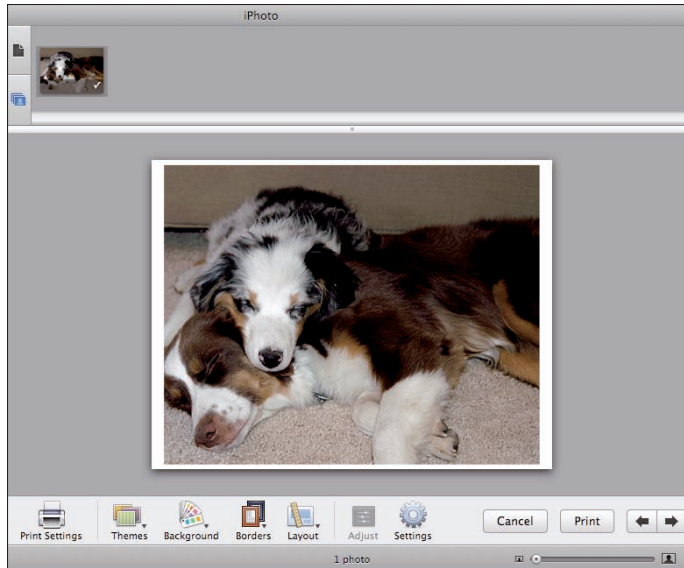 iPhoto
Print Settings Themes Background Borders Layout Adjust Settings Cancel Print
1 photo